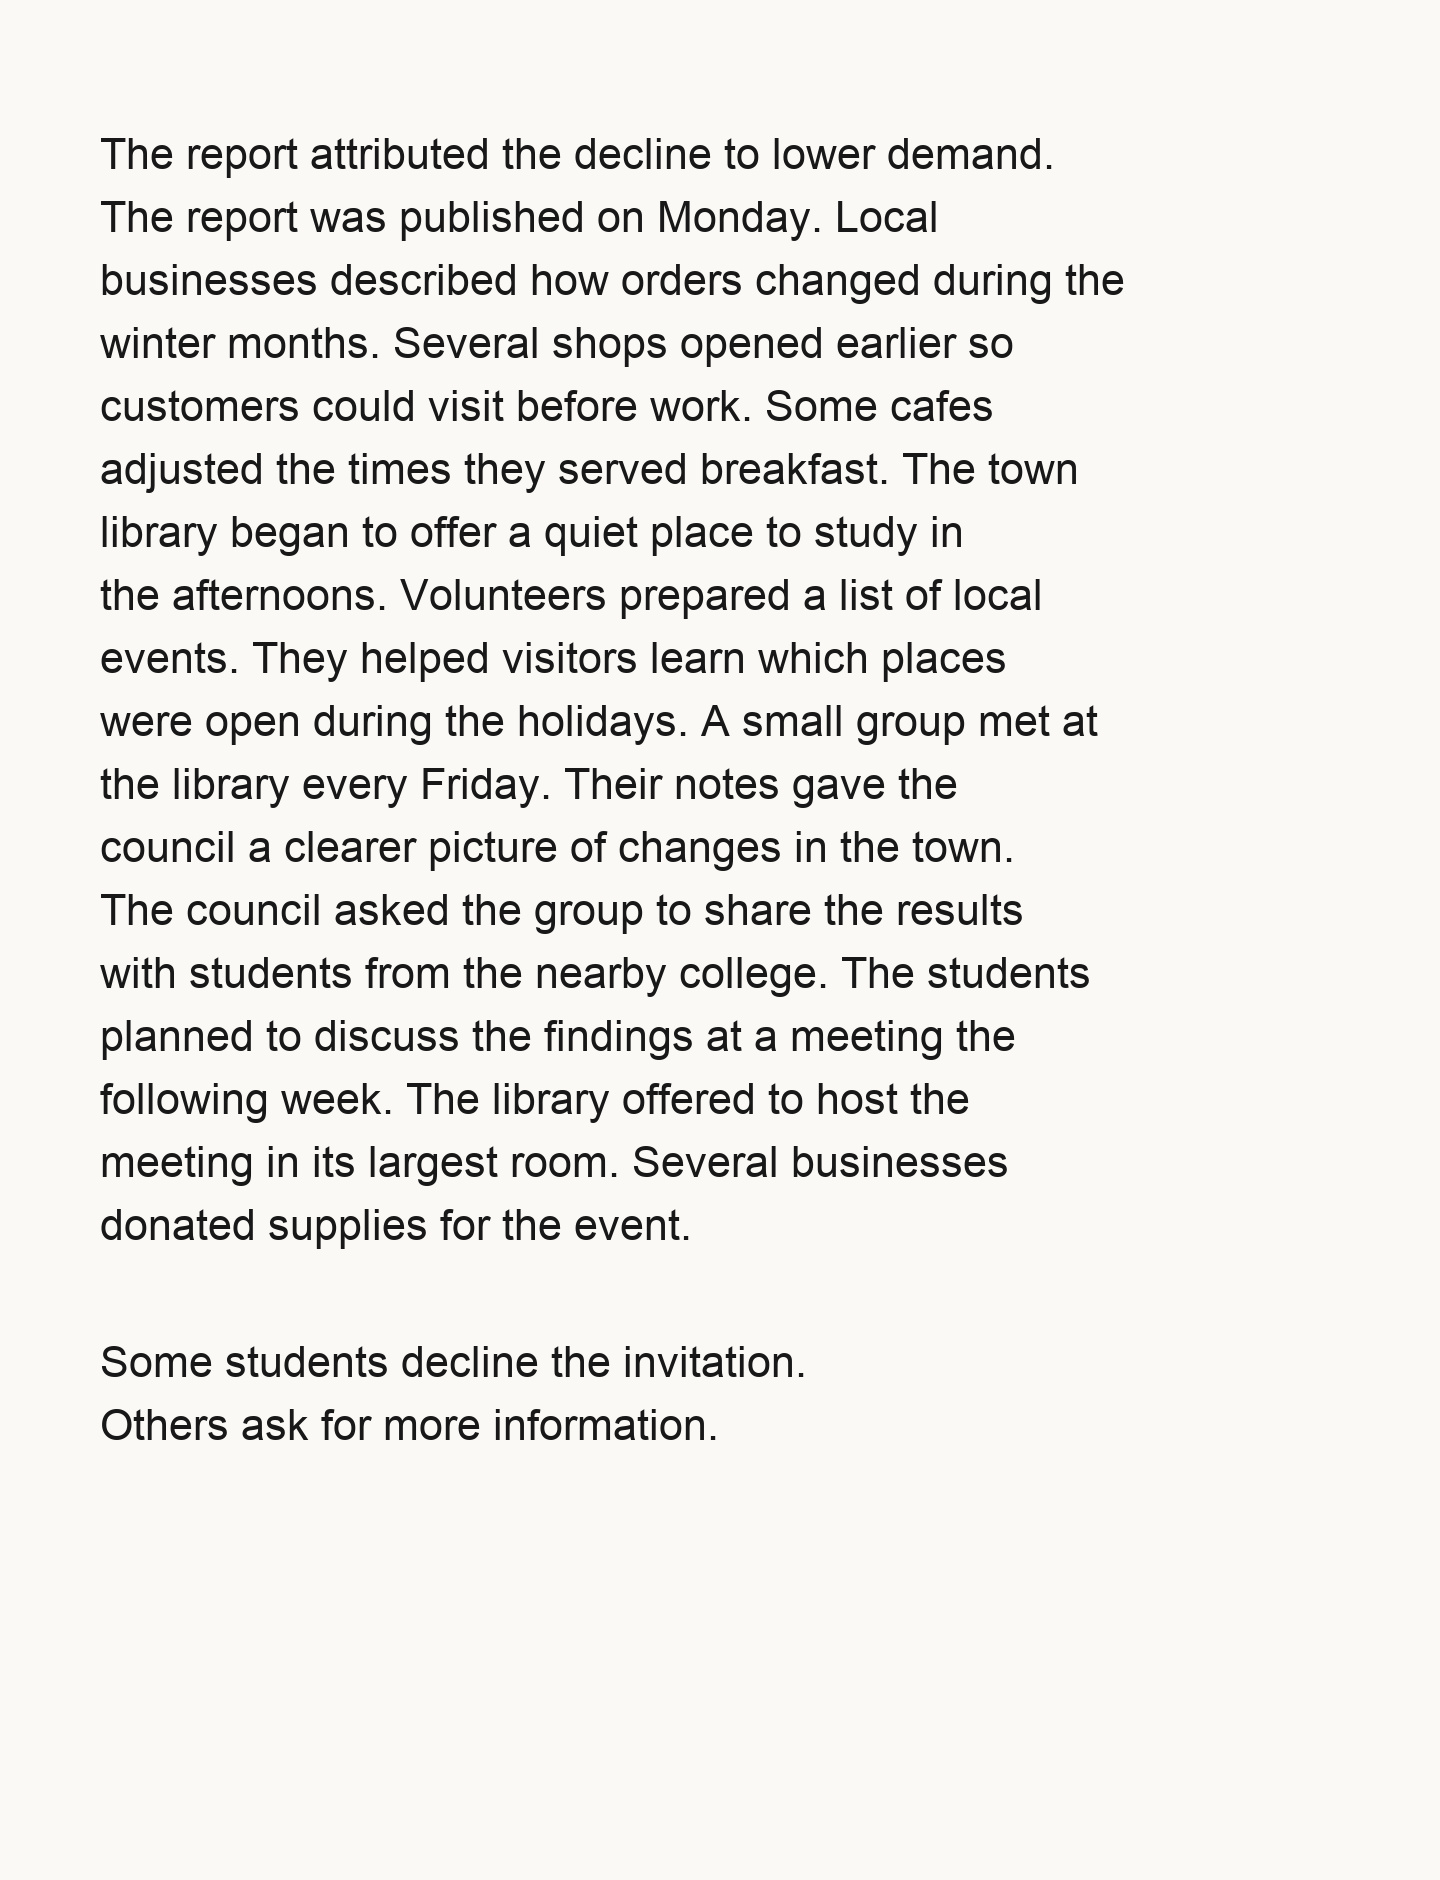 The report attributed the decline to lower demand.
The report was published on Monday. Local
businesses described how orders changed during the
winter months. Several shops opened earlier so
customers could visit before work. Some cafes
adjusted the times they served breakfast. The town
library began to offer a quiet place to study in
the afternoons. Volunteers prepared a list of local
events. They helped visitors learn which places
were open during the holidays. A small group met at
the library every Friday. Their notes gave the
council a clearer picture of changes in the town.
The council asked the group to share the results
with students from the nearby college. The students
planned to discuss the findings at a meeting the
following week. The library offered to host the
meeting in its largest room. Several businesses
donated supplies for the event.

Some students decline the invitation.
Others ask for more information.